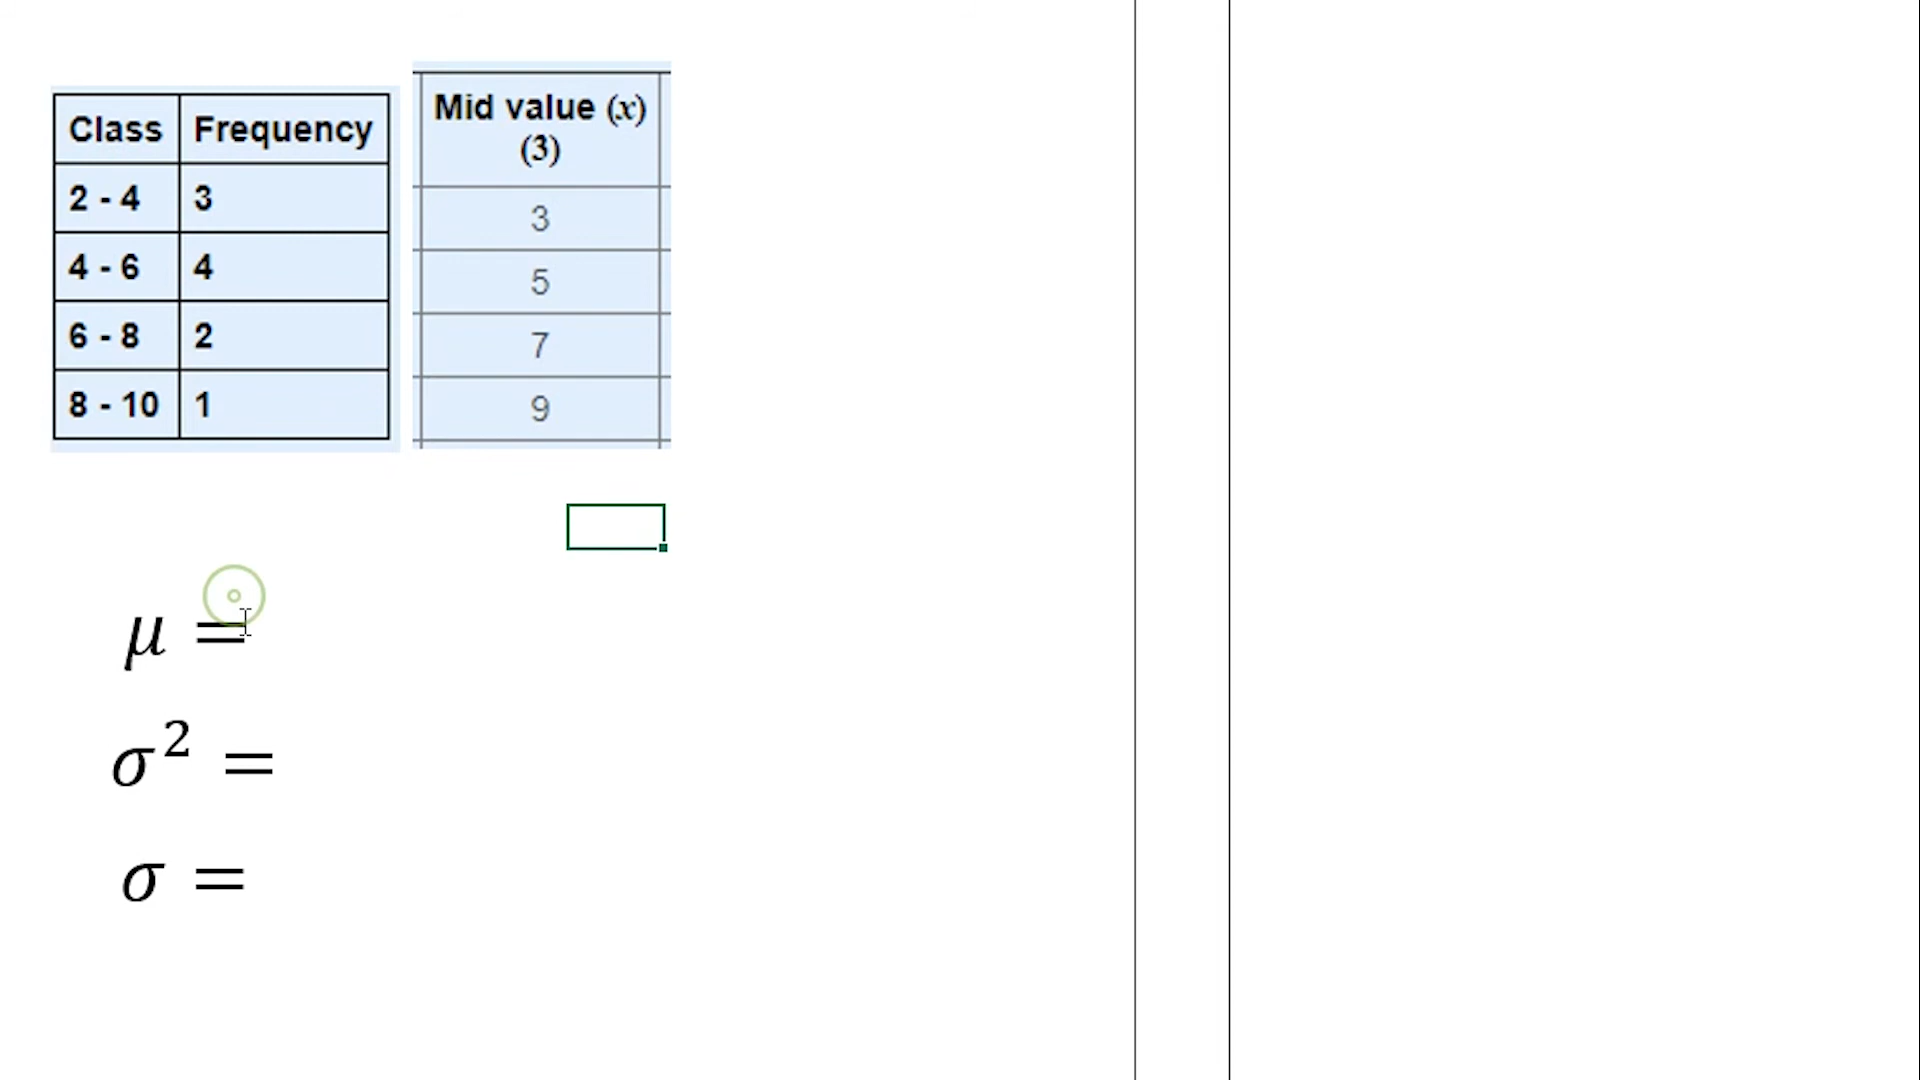 Class Frequency
2 - 4 3
4 - 6 4
6 - 8 2
8 - 10 1
Mid value (x)
(3)
3
5
7
9
μ =
σ² =
σ =